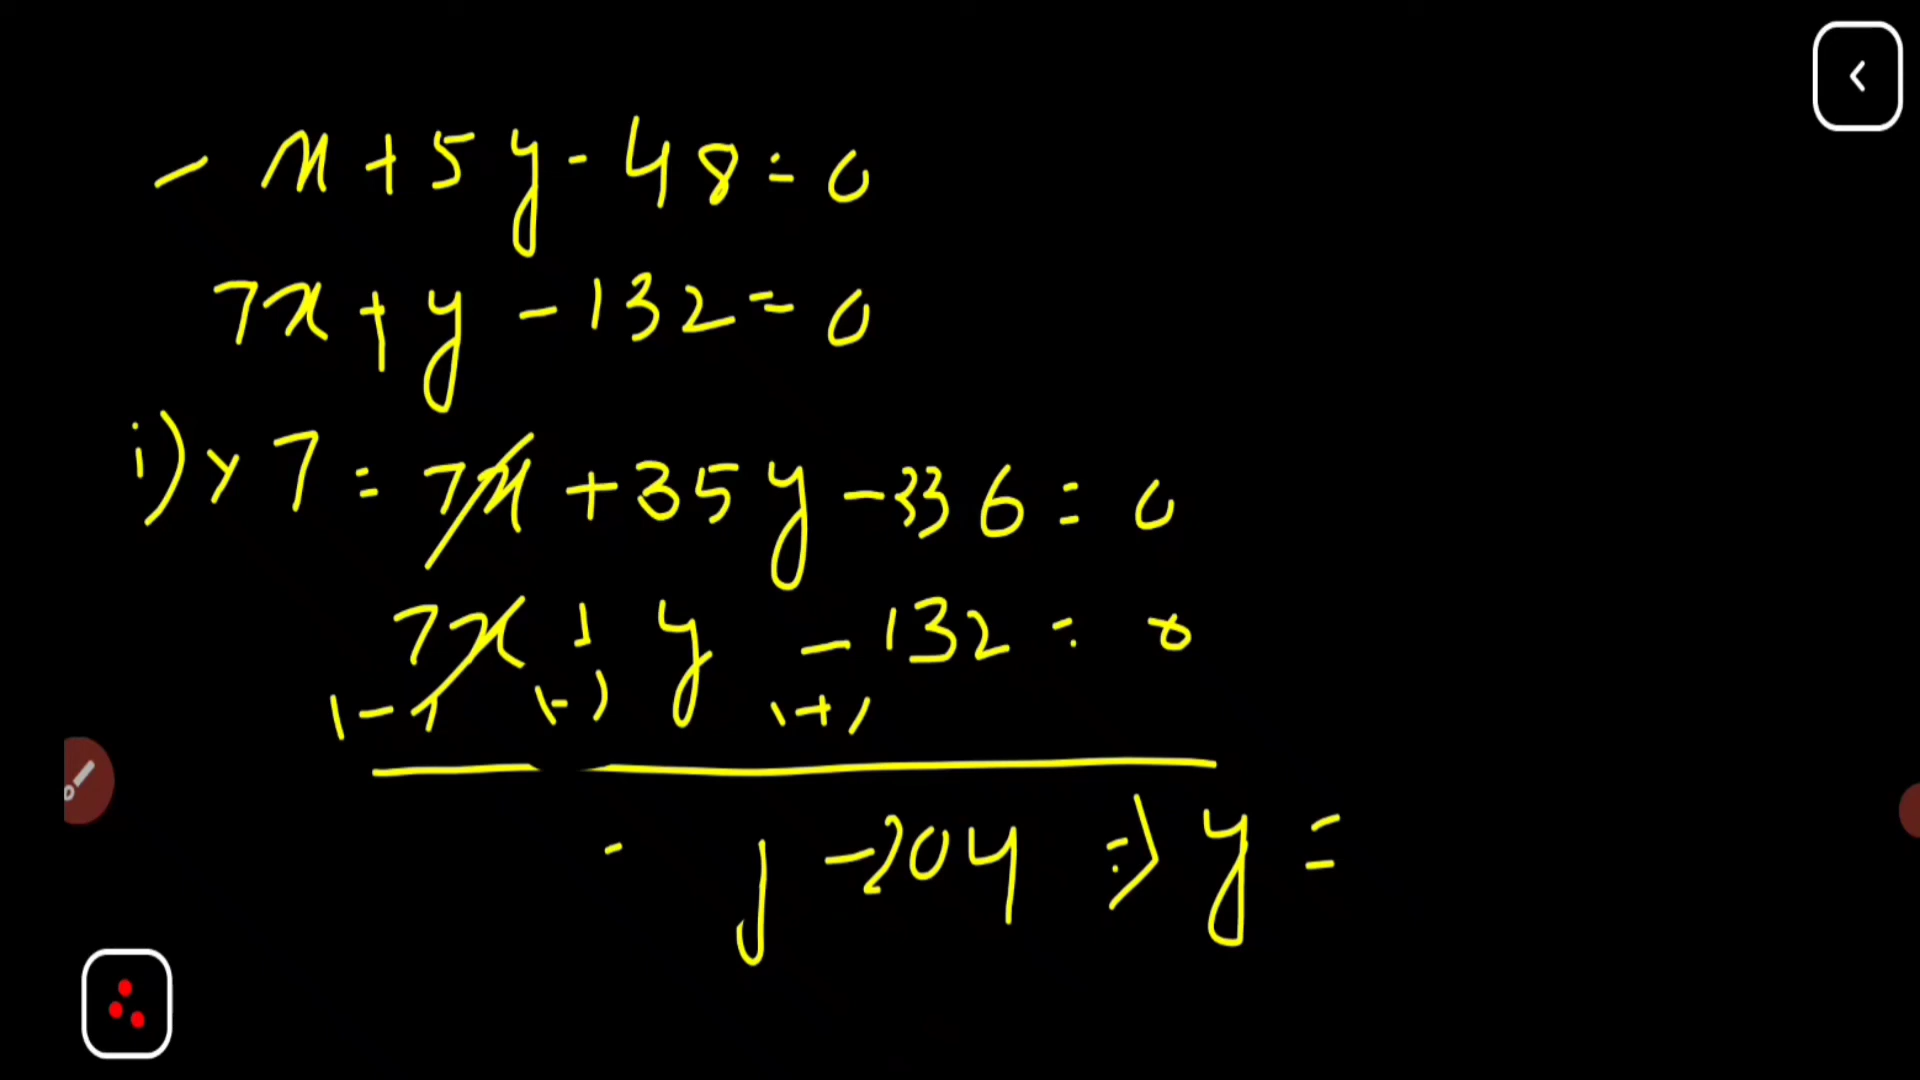 - x + 5y - 48 = 0
7x + y - 132 = 0
i) × 7 = 7x + 35y - 336 = 0
7x + y - 132 = 0
(-) (-) (+)
y - 204 => y =